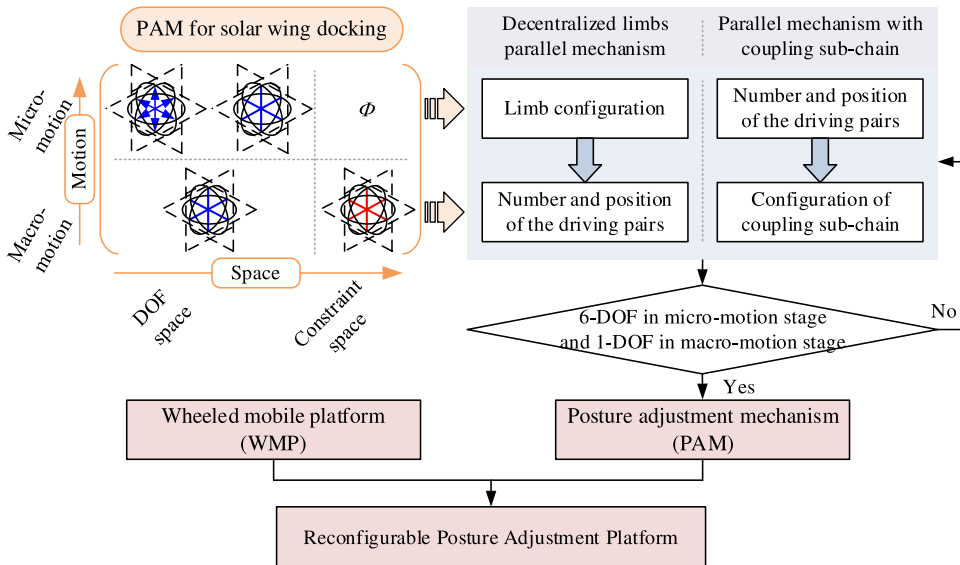 PAM for solar wing docking
Micro-
motion
Motion
Macro-
motion
Φ
Space
DOF
space
Constraint
space
Decentralized limbs
parallel mechanism
Limb configuration
Number and position
of the driving pairs
Parallel mechanism with
coupling sub-chain
Number and position
of the driving pairs
Configuration of
coupling sub-chain
6-DOF in micro-motion stage
and 1-DOF in macro-motion stage
No
Yes
Wheeled mobile platform
(WMP)
Posture adjustment mechanism
(PAM)
Reconfigurable Posture Adjustment Platform